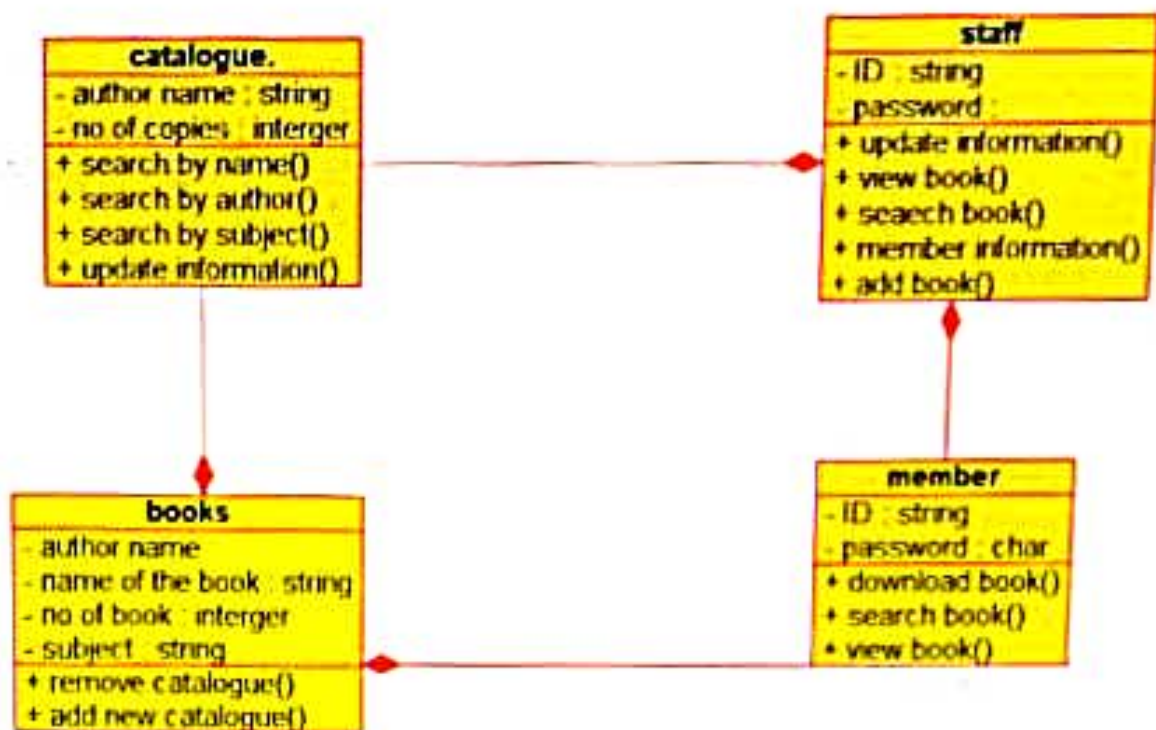 catalogue.
- author name : string
- no of copies : interger
+ search by name()
+ search by author()
+ search by subject()
+ update information()
staff
- ID : string
- password :
+ update information()
+ view book()
+ seaech book()
+ member information()
+ add book()
books
- author name
- name of the book : string
- no of book : interger
- subject : string
+ remove catalogue()
+ add new catalogue()
member
- ID : string
- password : char
+ download book()
+ search book()
+ view book()